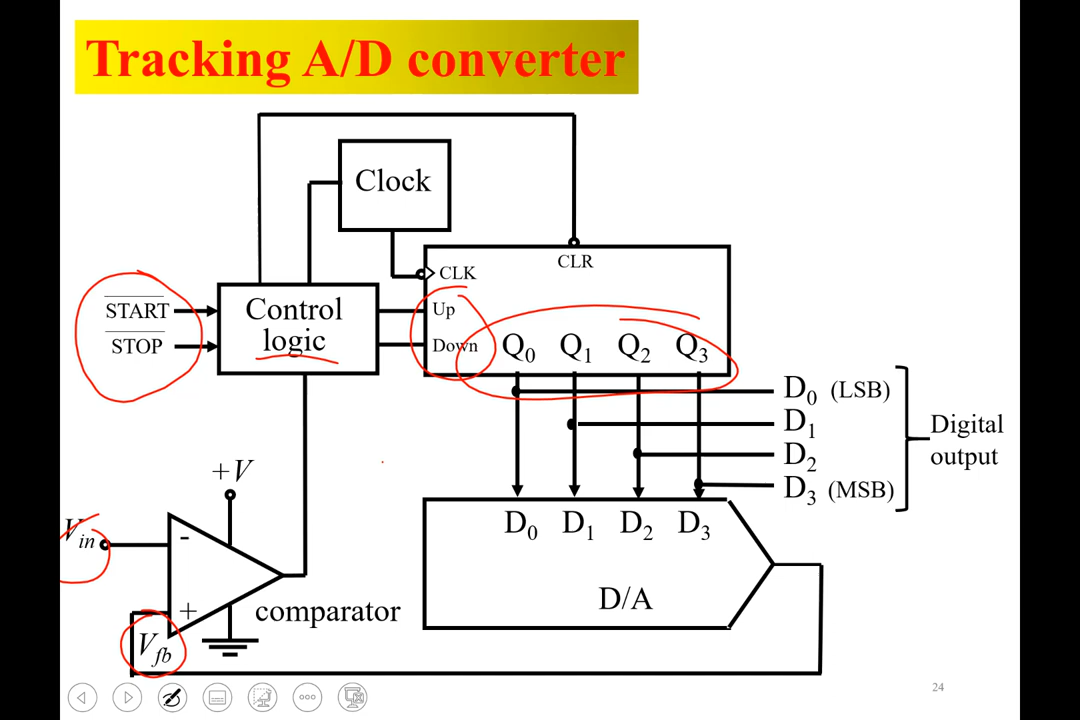 Tracking A/D converter
Clock
CLR
CLK
START
STOP
Control
logic
Up
Down
Q0 Q1 Q2 Q3
D0 (LSB)
D1
D2
D3 (MSB)
Digital
output
+V
Vin
-
+
comparator
Vfb
D0 D1 D2 D3
D/A
24